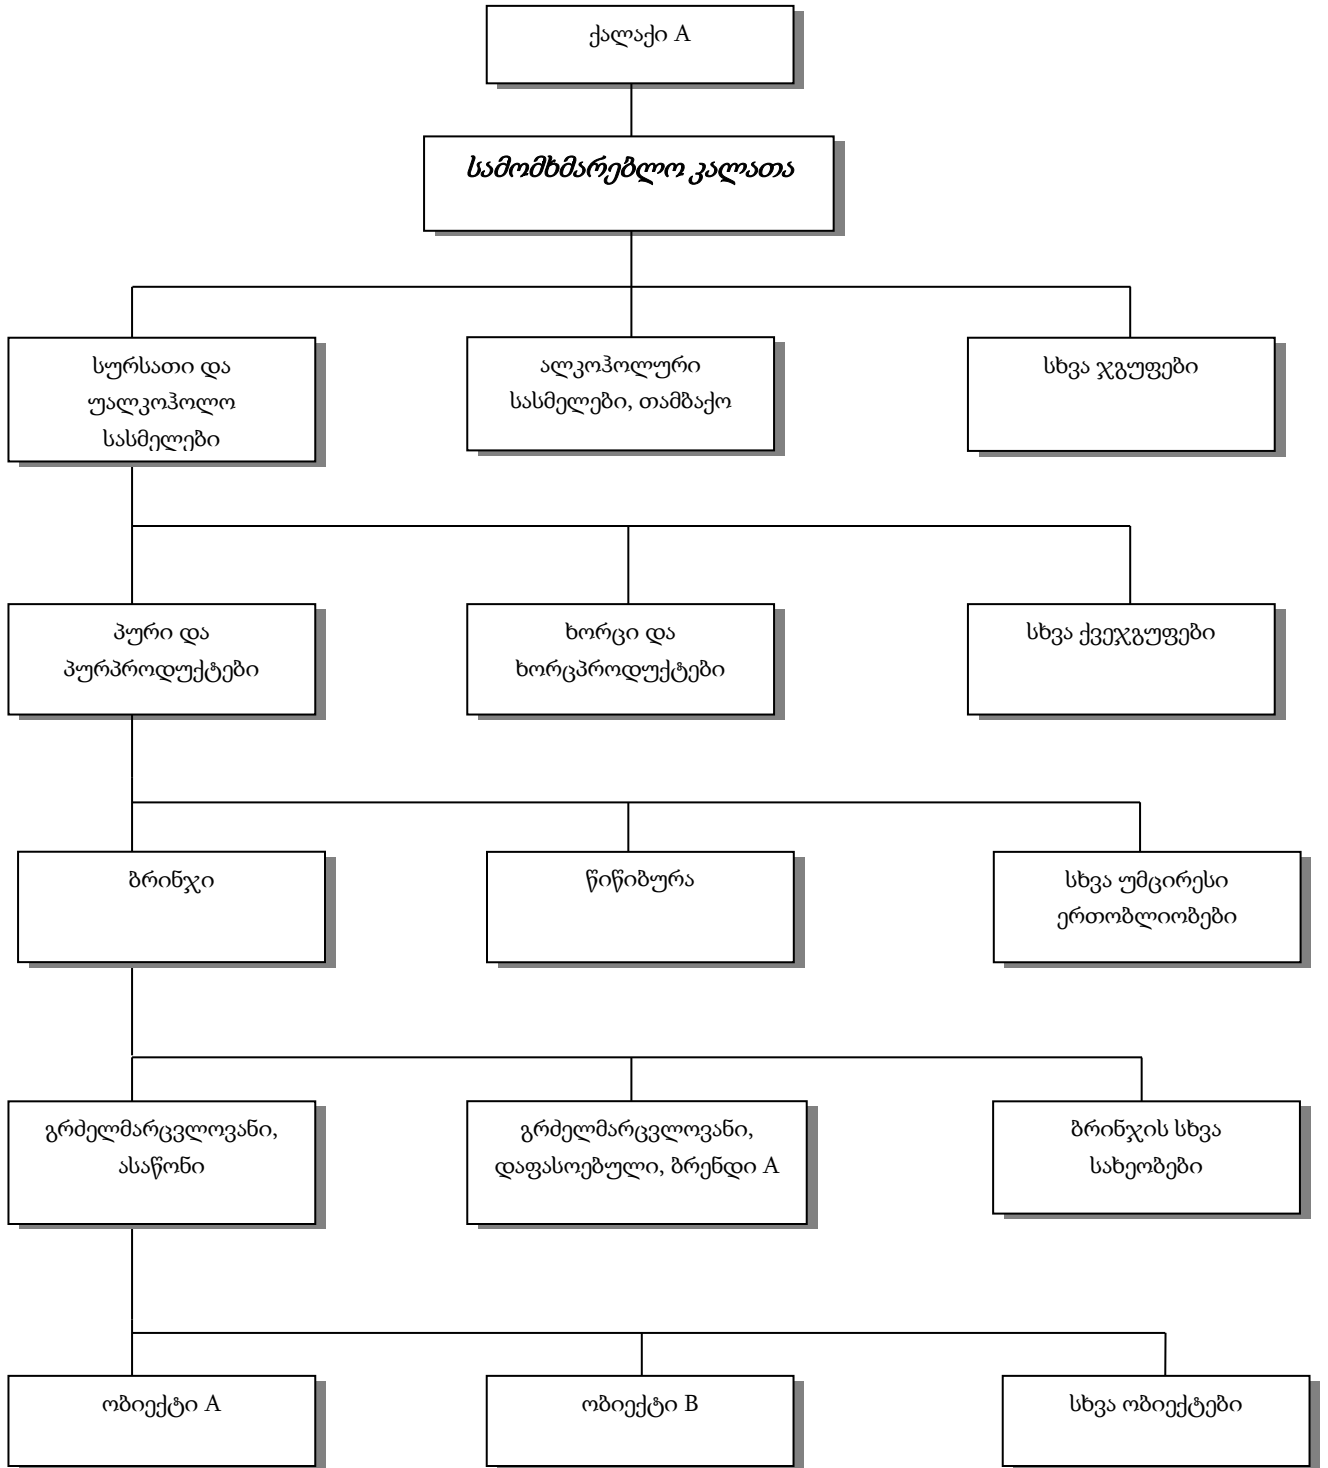 ქალაქი A
სამომხმარებლო კალათა
სურსათი და
უალკოჰოლო
სასმელები
ალკოჰოლური
სასმელები, თამბაქო
სხვა ჯგუფები
პური და
პურპროდუქტები
ხორცი და
ხორცპროდუქტები
სხვა ქვეჯგუფები
ბრინჯი
წიწიბურა
სხვა უმცირესი
ერთობლიობები
გრძელმარცვლოვანი,
ასაწონი
გრძელმარცვლოვანი,
დაფასოებული, ბრენდი A
ბრინჯის სხვა
სახეობები
ობიექტი A
ობიექტი B
სხვა ობიექტები